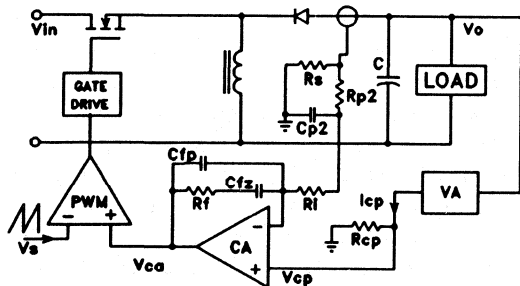 Vin
Vo
GATE
DRIVE
Rs
Rp2
C
LOAD
Cp2
Cfp
Cfz
Rf
Ri
PWM
-
+
Vs
CA
-
+
Vca
Vcp
Icp
VA
Rcp